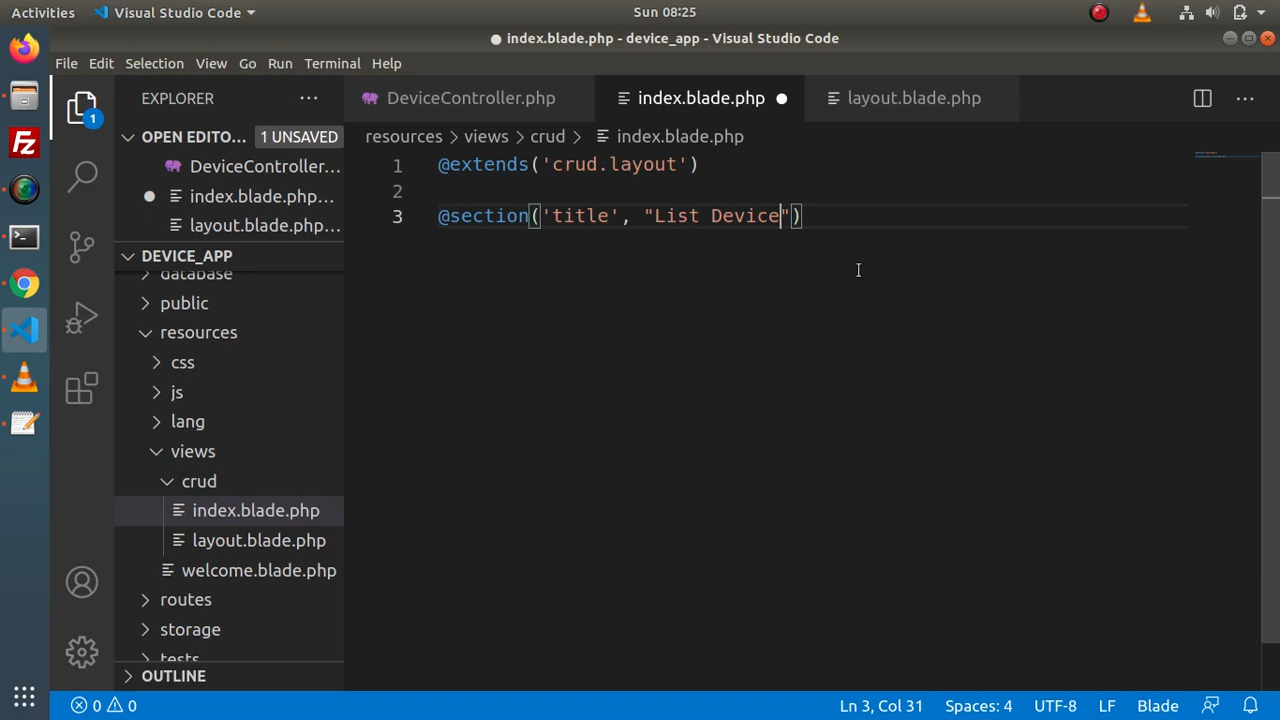 Activities Visual Studio Code Sun 08:25
● index.blade.php - device_app - Visual Studio Code
File Edit Selection View Go Run Terminal Help
EXPLORER ··· DeviceController.php index.blade.php layout.blade.php ···
OPEN EDITO... 1 UNSAVED resources > views > crud > index.blade.php
DeviceController...
index.blade.php...
layout.blade.php...
1 @extends('crud.layout')
2
3 @section('title', "List Device")
DEVICE_APP
database
public
resources
css
js
lang
views
crud
index.blade.php
layout.blade.php
welcome.blade.php
routes
storage
tests
OUTLINE
1
0 0 Ln 3, Col 31 Spaces: 4 UTF-8 LF Blade